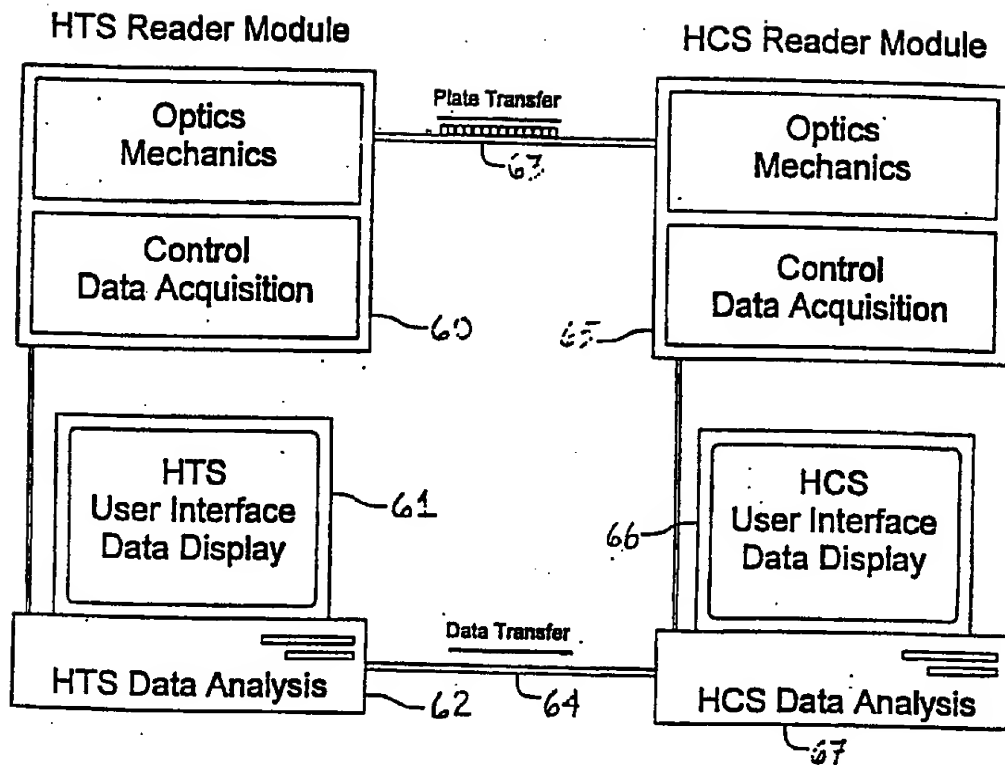 HTS Reader Module
HCS Reader Module
Optics
Mechanics
Control
Data Acquisition
60
Plate Transfer
63
Optics
Mechanics
Control
Data Acquisition
65
HTS
User Interface
Data Display
61
HTS Data Analysis
62
Data Transfer
64
HCS
User Interface
Data Display
66
HCS Data Analysis
67